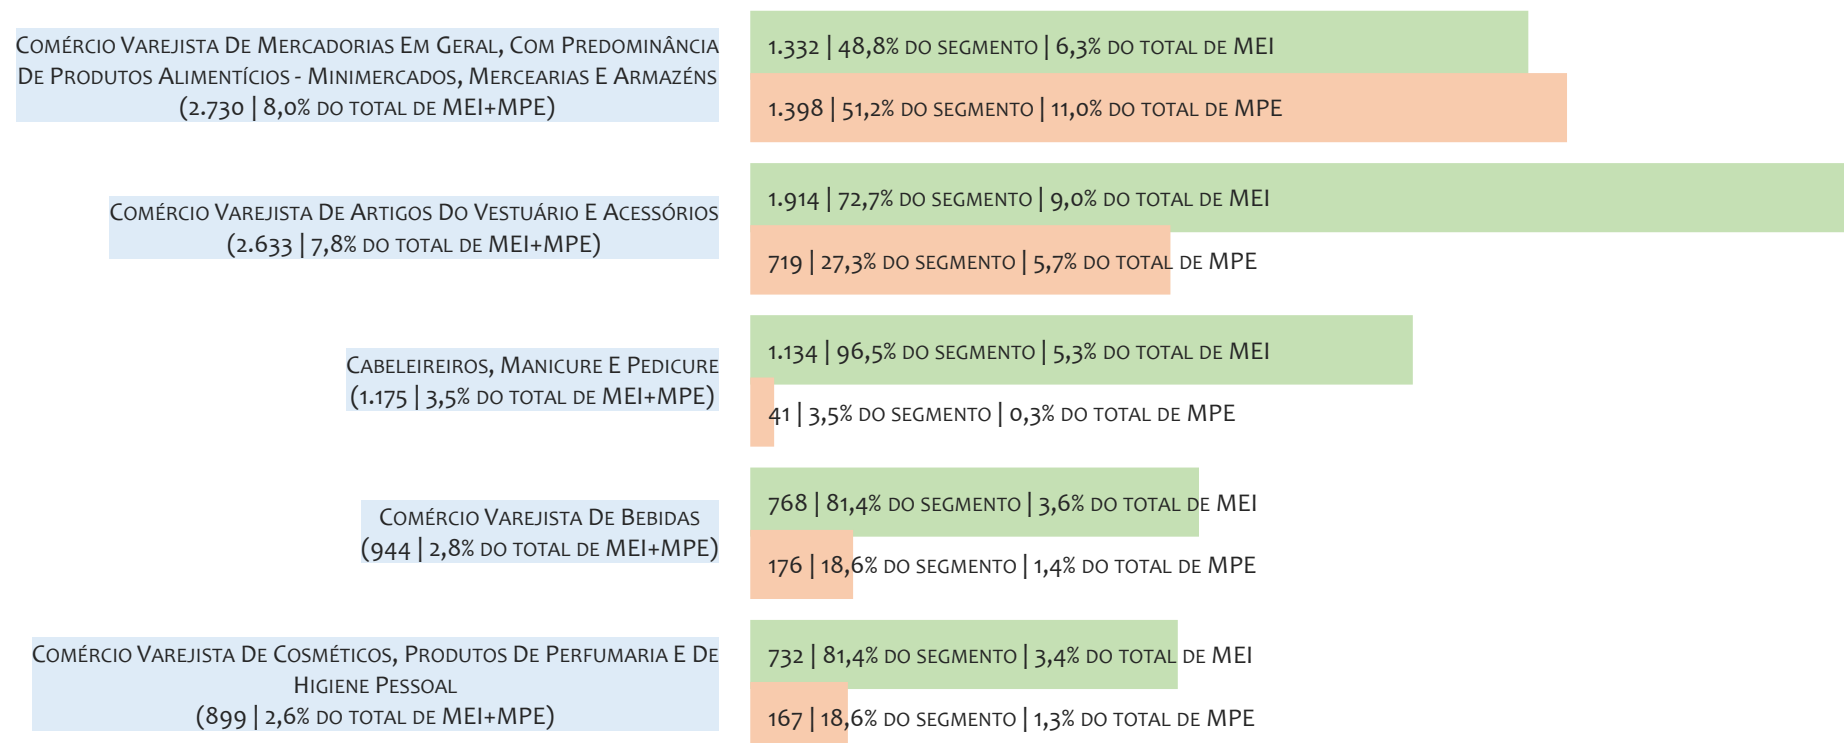 Comércio Varejista De Mercadorias Em Geral, Com Predominância
De Produtos Alimentícios - Minimercados, Mercearias E Armazéns
(2.730 | 8,0% do total de MEI+MPE)
1.332 | 48,8% do segmento | 6,3% do total de MEI
1.398 | 51,2% do segmento | 11,0% do total de MPE
Comércio Varejista De Artigos Do Vestuário E Acessórios
(2.633 | 7,8% do total de MEI+MPE)
1.914 | 72,7% do segmento | 9,0% do total de MEI
719 | 27,3% do segmento | 5,7% do total de MPE
Cabeleireiros, Manicure E Pedicure
(1.175 | 3,5% do total de MEI+MPE)
1.134 | 96,5% do segmento | 5,3% do total de MEI
41 | 3,5% do segmento | 0,3% do total de MPE
Comércio Varejista De Bebidas
(944 | 2,8% do total de MEI+MPE)
768 | 81,4% do segmento | 3,6% do total de MEI
176 | 18,6% do segmento | 1,4% do total de MPE
Comércio Varejista De Cosméticos, Produtos De Perfumaria E De
Higiene Pessoal
(899 | 2,6% do total de MEI+MPE)
732 | 81,4% do segmento | 3,4% do total de MEI
167 | 18,6% do segmento | 1,3% do total de MPE